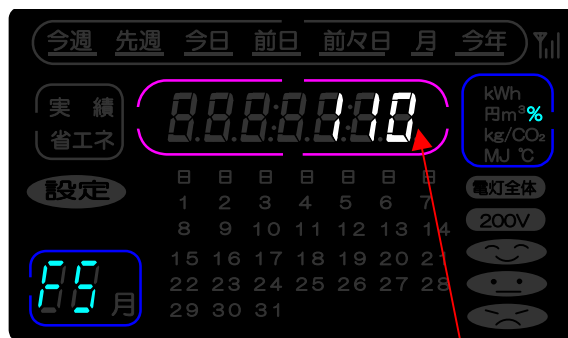 今週 先週 今日 前日 前々日 月 今年
実績
省エネ
110
kWh
円m³%
kg/CO₂
MJ ℃
設定
日 日 日 日 日 日 日
1 2 3 4 5 6 7
8 9 10 11 12 13 14
15 16 17 18 19 20 21
22 23 24 25 26 27 28
29 30 31
電灯全体
200V
F5月